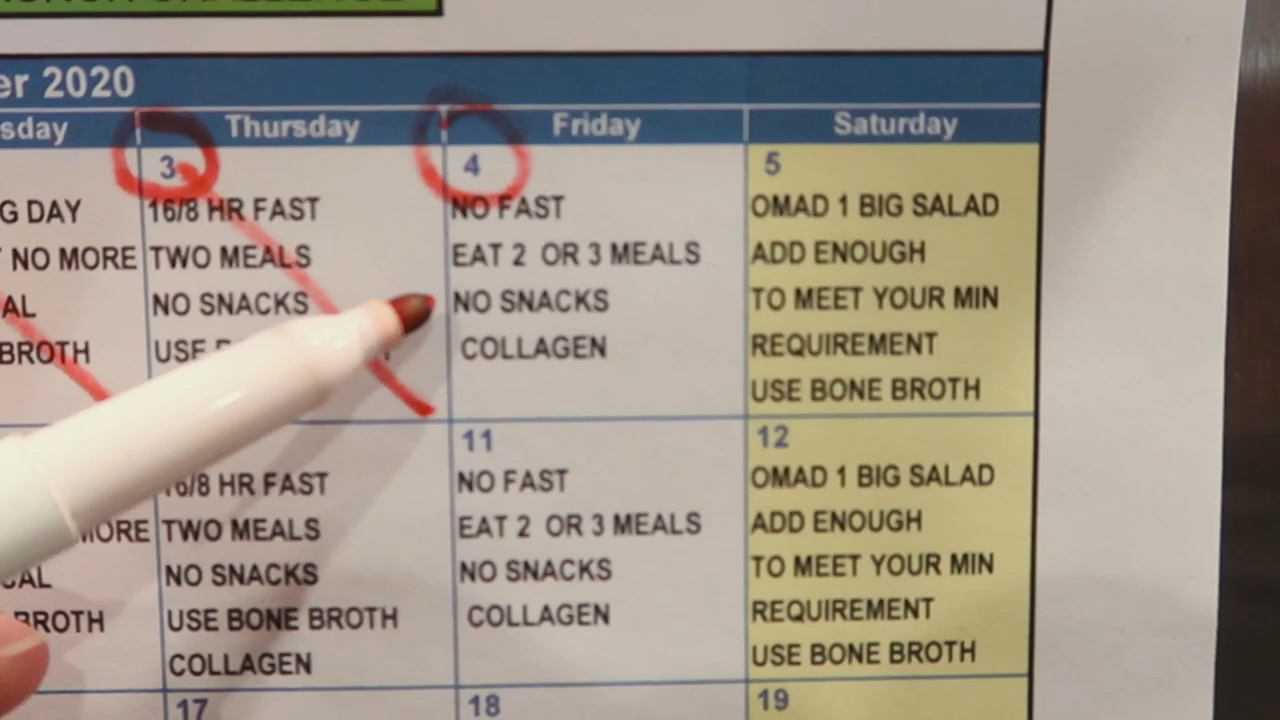 CHALLENGE
er 2020
sday Thursday Friday Saturday
3 4 5
G DAY 16/8 HR FAST NO FAST OMAD 1 BIG SALAD
NO MORE TWO MEALS EAT 2 OR 3 MEALS ADD ENOUGH
AL NO SNACKS NO SNACKS TO MEET YOUR MIN
BROTH USE COLLAGEN REQUIREMENT
USE BONE BROTH
11 12
16/8 HR FAST NO FAST OMAD 1 BIG SALAD
MORE TWO MEALS EAT 2 OR 3 MEALS ADD ENOUGH
CAL NO SNACKS NO SNACKS TO MEET YOUR MIN
BROTH USE BONE BROTH COLLAGEN REQUIREMENT
COLLAGEN USE BONE BROTH
17 18 19